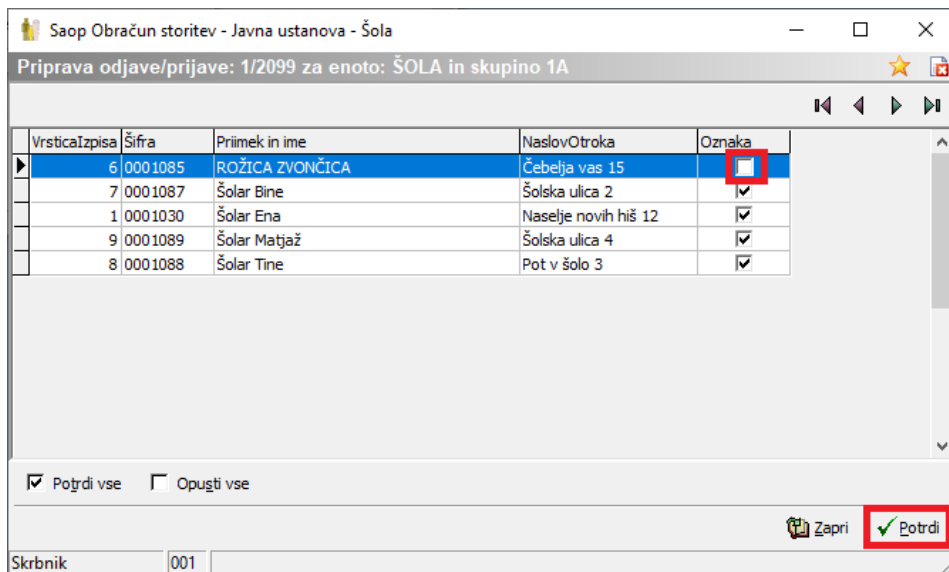 Saop Obračun storitev - Javna ustanova - Šola
Priprava odjave/prijave: 1/2099 za enoto: ŠOLA in skupino 1A
VrsticaIzpisa Šifra Priimek in ime NaslovOtroka Oznaka
6 0001085 ROŽICA ZVONČICA Čebelja vas 15
7 0001087 Šolar Bine Šolska ulica 2
1 0001030 Šolar Ena Naselje novih hiš 12
9 0001089 Šolar Matjaž Šolska ulica 4
8 0001088 Šolar Tine Pot v šolo 3
Potrdi vse Opusti vse
Zapri Potrdi
Skrbnik 001